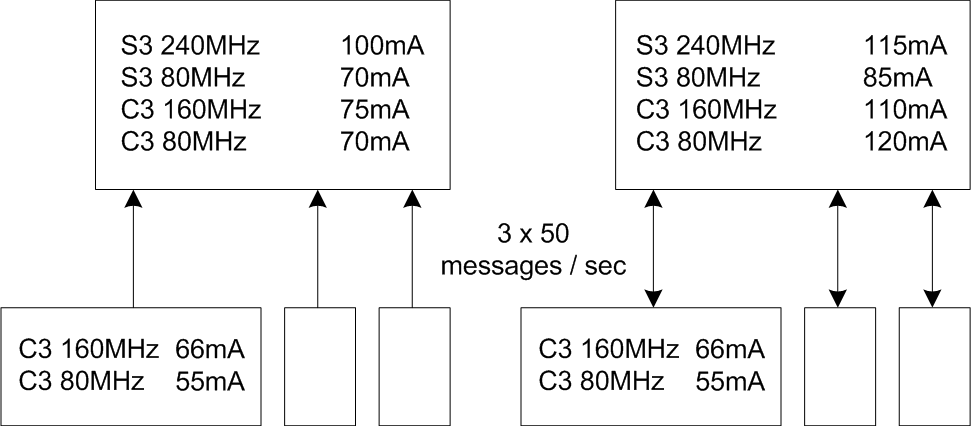 S3 240MHz 100mA
S3 80MHz 70mA
C3 160MHz 75mA
C3 80MHz 70mA
S3 240MHz 115mA
S3 80MHz 85mA
C3 160MHz 110mA
C3 80MHz 120mA
3 x 50
messages / sec
C3 160MHz 66mA
C3 80MHz 55mA
C3 160MHz 66mA
C3 80MHz 55mA